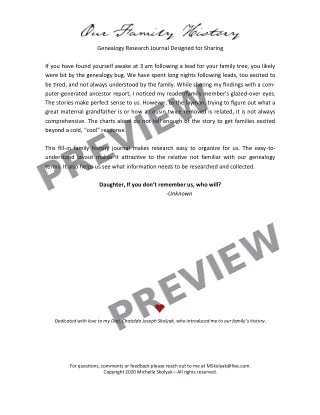 Our Family History
Genealogy Research Journal Designed for Sharing
If you have found yourself awake at 3 am following a lead for your family tree, you likely
were bit by the genealogy bug. We have spent long nights following leads, too excited to
be tired, and not always understood by the family. While sharing my findings with a com-
puter-generated ancestor report, I noticed my reader/family member's glazed-over eyes.
The stories make perfect sense to us. However, to the layman, trying to figure out what a
great maternal grandfather is or how a cousin twice removed is related, it is not always
comprehensive. The charts alone do not tell enough of the story to get families excited
beyond a cold, "cool" response.
This fill-in family history journal makes research easy to organize for us. The easy-to-
understand layout makes it attractive to the relative not familiar with our genealogy
terms. It also helps us see what information needs to be researched and collected.
Daughter, If you don't remember us, who will?
-Unknown
PREVIEW
PREVIEW
Dedicated with love to my Dad, Chataldo Joseph Skolyak, who introduced me to our family's history.
For questions, comments or feedback please reach out to me at MSkolyak@live.com.
Copyright 2020 Michelle Skolyak—All rights reserved.